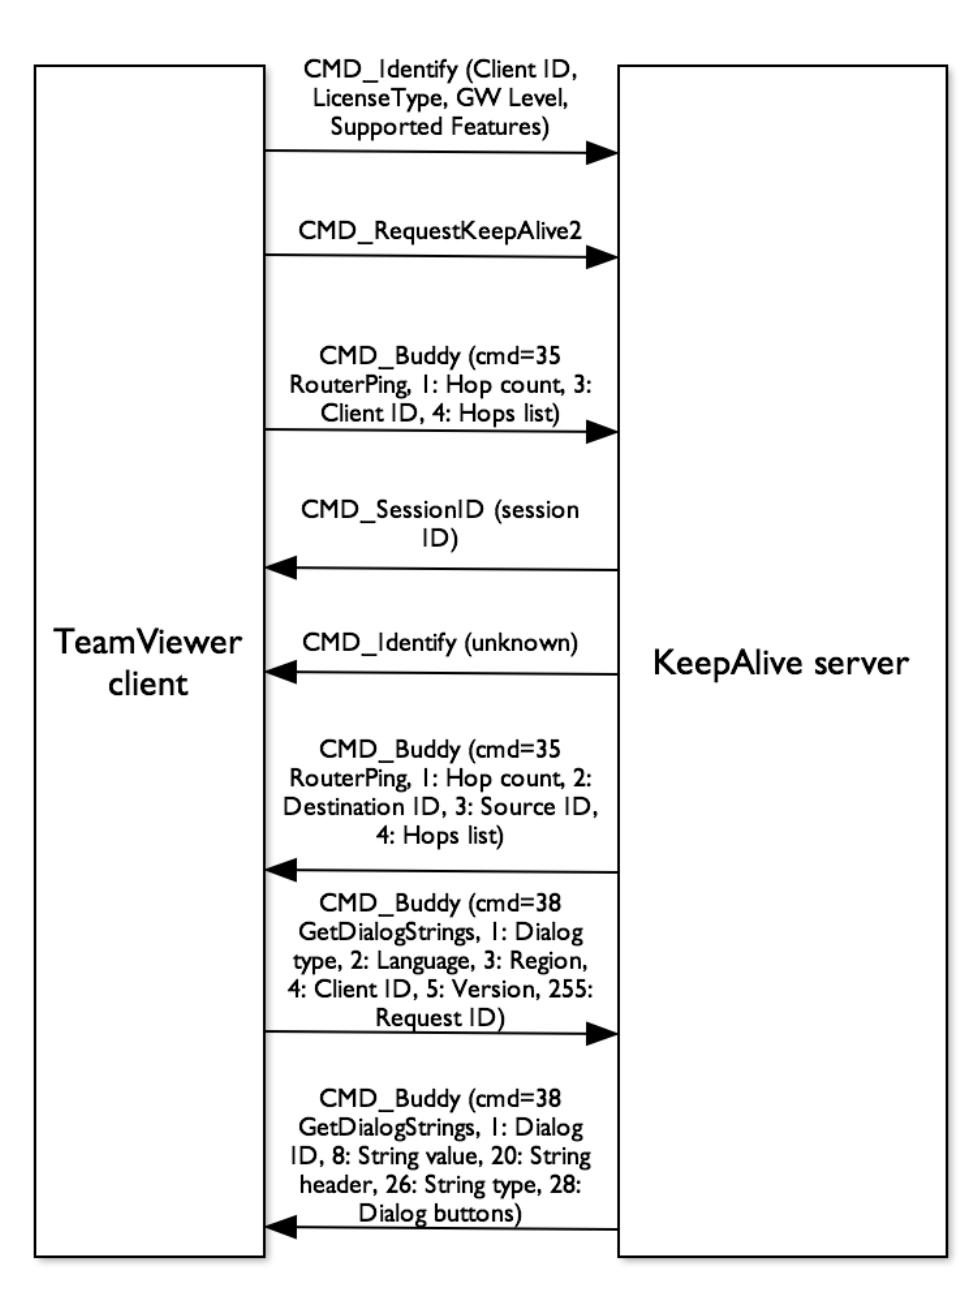 CMD_Identify (Client ID,
LicenseType, GW Level,
Supported Features)
CMD_RequestKeepAlive2
CMD_Buddy (cmd=35
RouterPing, 1: Hop count, 3:
Client ID, 4: Hops list)
CMD_SessionID (session
ID)
TeamViewer
client
CMD_Identify (unknown)
KeepAlive server
CMD_Buddy (cmd=35
RouterPing, 1: Hop count, 2:
Destination ID, 3: Source ID,
4: Hops list)
CMD_Buddy (cmd=38
GetDialogStrings, 1: Dialog
type, 2: Language, 3: Region,
4: Client ID, 5: Version, 255:
Request ID)
CMD_Buddy (cmd=38
GetDialogStrings, 1: Dialog
ID, 8: String value, 20: String
header, 26: String type, 28:
Dialog buttons)